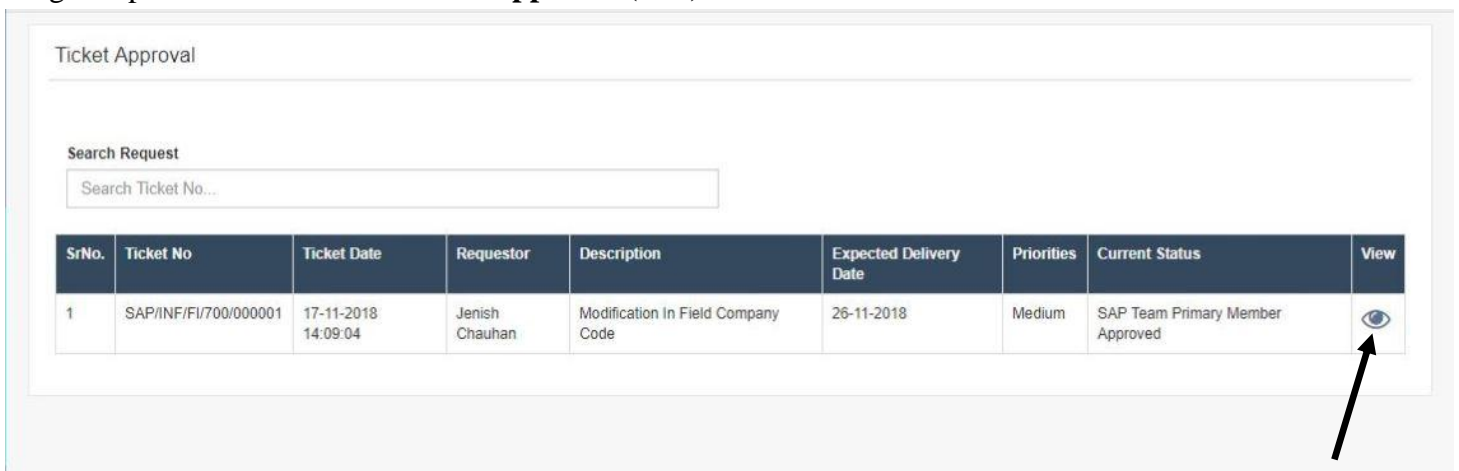 Ticket Approval
Search Request
Search Ticket No...
SrNo. Ticket No Ticket Date Requestor Description Expected Delivery Date Priorities Current Status View
1 SAP/INF/FI/700/000001 17-11-2018 14:09:04 Jenish Chauhan Modification In Field Company Code 26-11-2018 Medium SAP Team Primary Member Approved